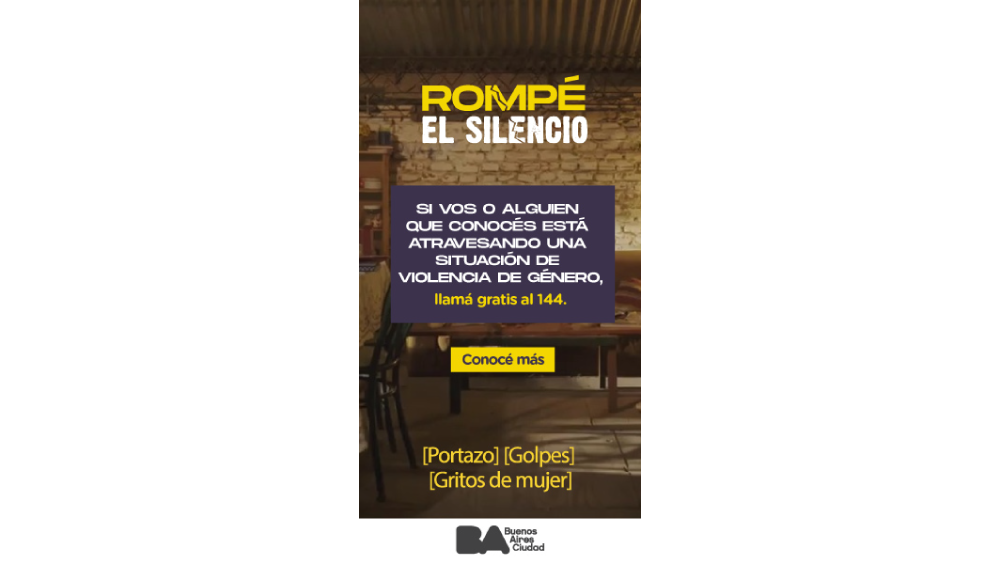 ROMPÉ
EL SILENCIO
SI VOS O ALGUIEN
QUE CONOCÉS ESTÁ
ATRAVESANDO UNA
SITUACIÓN DE
VIOLENCIA DE GÉNERO,
llamá gratis al 144.
Conocé más
[Portazo] [Golpes]
[Gritos de mujer]
BA Buenos
Aires
Ciudad